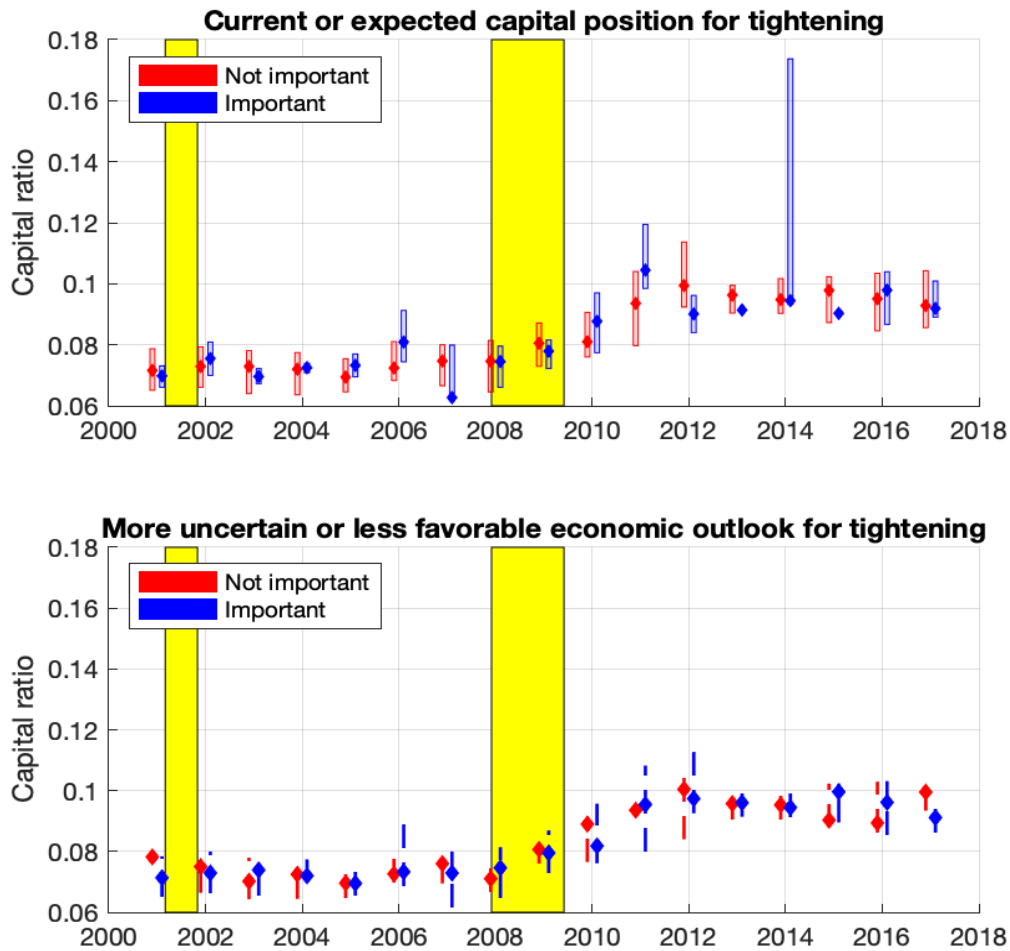 Current or expected capital position for tightening
0.18
0.16
0.14
0.12
0.1
0.08
0.06
Capital ratio
Not important
Important
2000 2002 2004 2006 2008 2010 2012 2014 2016 2018
More uncertain or less favorable economic outlook for tightening
0.18
0.16
0.14
0.12
0.1
0.08
0.06
Capital ratio
Not important
Important
2000 2002 2004 2006 2008 2010 2012 2014 2016 2018